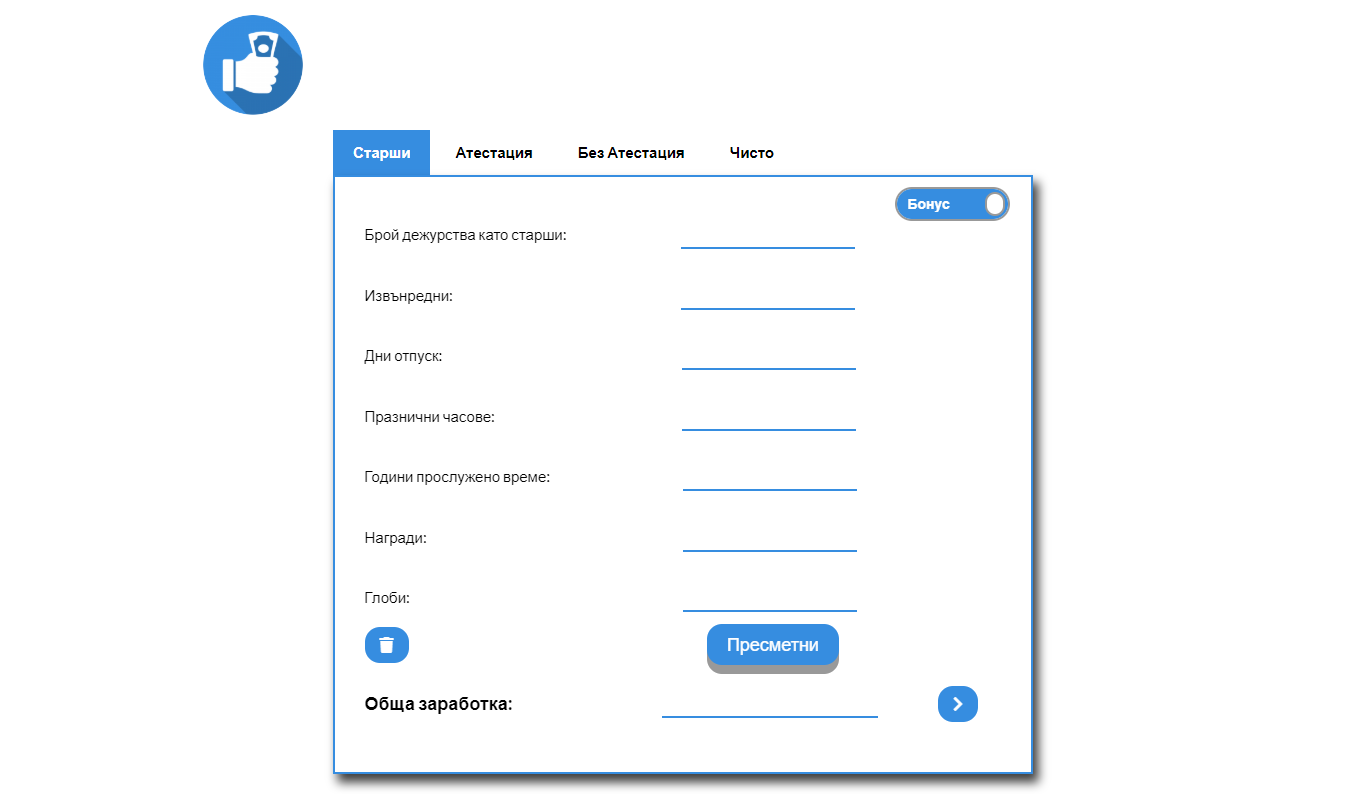 Старши Атестация Без Атестация Чисто
Бонус
Брой дежурства като старши:
Извънредни:
Дни отпуск:
Празнични часове:
Години прослужено време:
Награди:
Глоби:
Пресметни
Обща заработка: